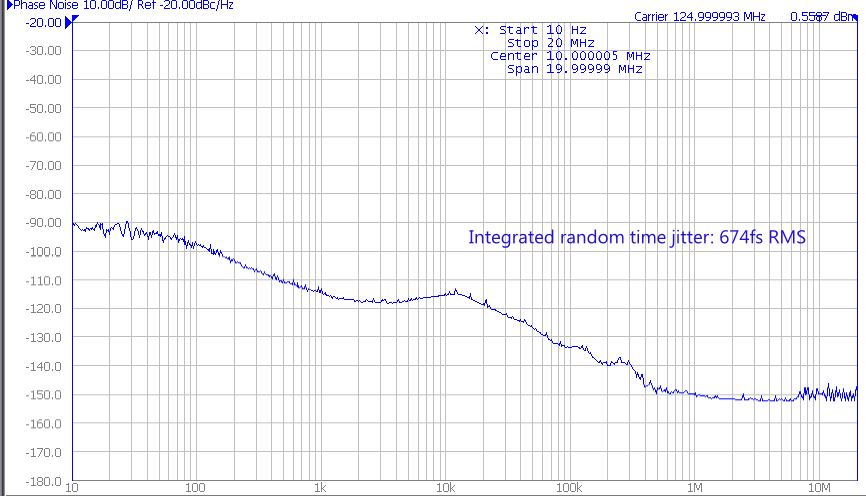 ▶Phase Noise 10.00dB/ Ref -20.00dBc/Hz
Carrier 124.999993 MHz 0.5587 dBm
-20.00
X: Start 10 Hz
Stop 20 MHz
Center 10.000005 MHz
Span 19.99999 MHz
-30.00
-40.00
-50.00
-60.00
-70.00
-80.00
-90.00
Integrated random time jitter: 674fs RMS
-100.0
-110.0
-120.0
-130.0
-140.0
-150.0
-160.0
-170.0
-180.0
10 100 1k 10k 100k 1M 10M